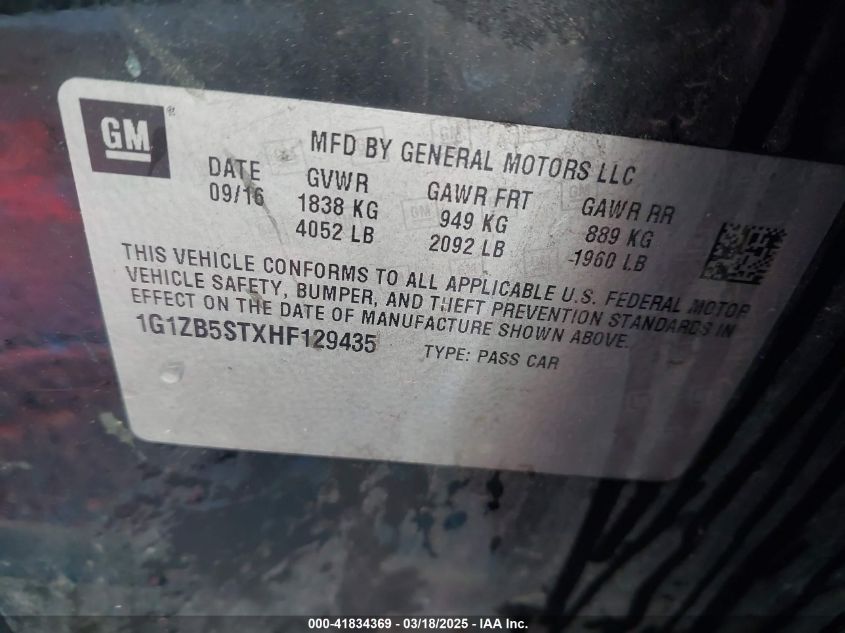 GM®
MFD BY GENERAL MOTORS LLC
DATE GVWR GAWR FRT GAWR RR
09/16 1838 KG 949 KG 889 KG
4052 LB 2092 LB 1960 LB
THIS VEHICLE CONFORMS TO ALL APPLICABLE U.S. FEDERAL MOTOR
VEHICLE SAFETY, BUMPER, AND THEFT PREVENTION STANDARDS IN
EFFECT ON THE DATE OF MANUFACTURE SHOWN ABOVE.
1G1ZB5STXHF129435 TYPE: PASS CAR
000-41834369 - 03/18/2025 - IAA Inc.